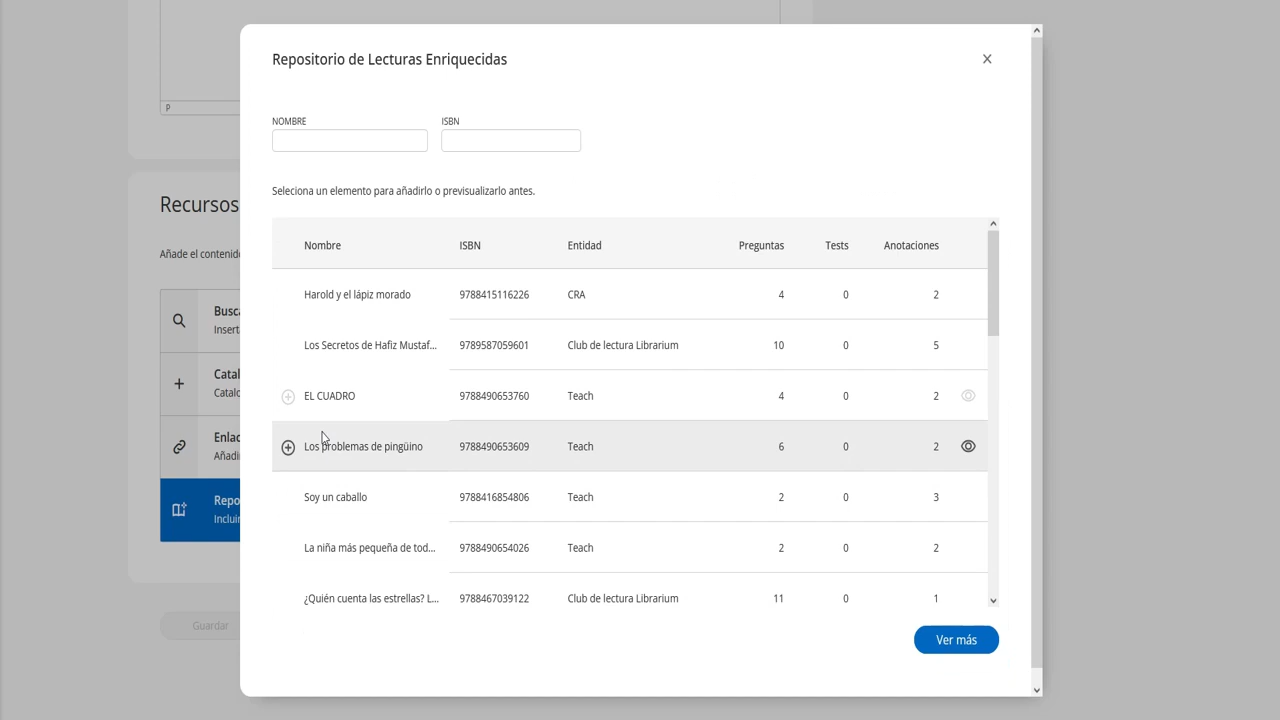 Repositorio de Lecturas Enriquecidas
NOMBRE ISBN
Selecciona un elemento para añadirlo o previsualizarlo antes.
Nombre ISBN Entidad Preguntas Tests Anotaciones
Harold y el lápiz morado 9788415116226 CRA 4 0 2
Los Secretos de Hafiz Mustaf... 9789587059601 Club de lectura Librarium 10 0 5
EL CUADRO 9788490653760 Teach 4 0 2
Los problemas de pingüino 9788490653609 Teach 6 0 2
Soy un caballo 9788416854806 Teach 2 0 3
La niña más pequeña de tod... 9788490654026 Teach 2 0 2
¿Quién cuenta las estrellas? L... 9788467039122 Club de lectura Librarium 11 0 1
Ver más
p
Recursos
Añade el contenido
Busca
Insert
Catal
Catalo
Enlac
Añadi
Repo
Incluir
Guardar